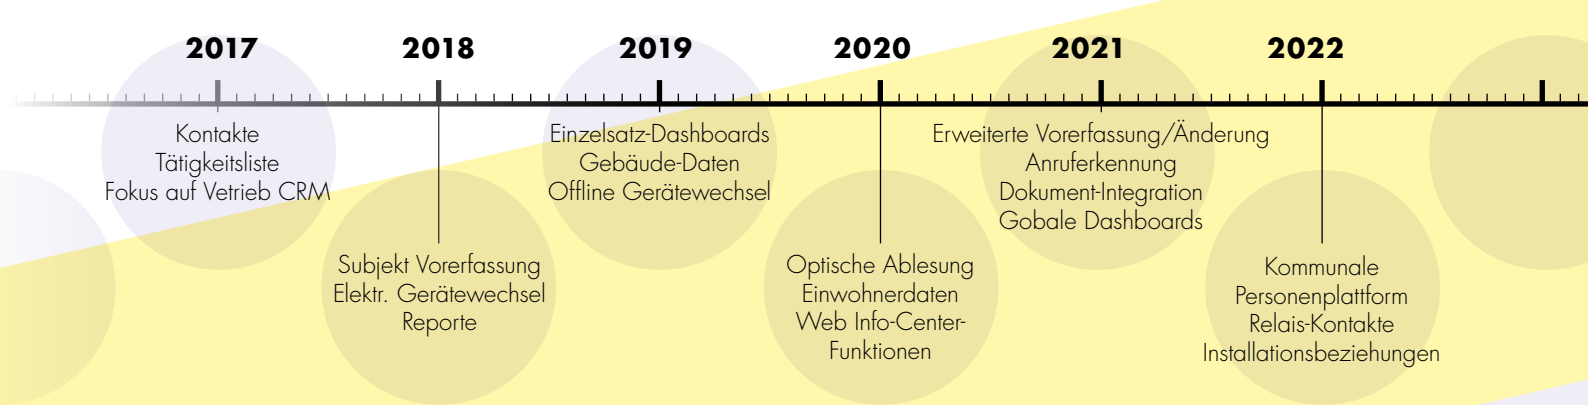 2017
Kontakte
Tätigkeitsliste
Fokus auf Vetrieb CRM
2018
Subjekt Vorerfassung
Elektr. Gerätewechsel
Reporte
2019
Einzelsatz-Dashboards
Gebäude-Daten
Offline Gerätewechsel
2020
Optische Ablesung
Einwohnerdaten
Web Info-Center-
Funktionen
2021
Erweiterte Vorerfassung/Änderung
Anruferkennung
Dokument-Integration
Gobale Dashboards
2022
Kommunale
Personenplattform
Relais-Kontakte
Installationsbeziehungen